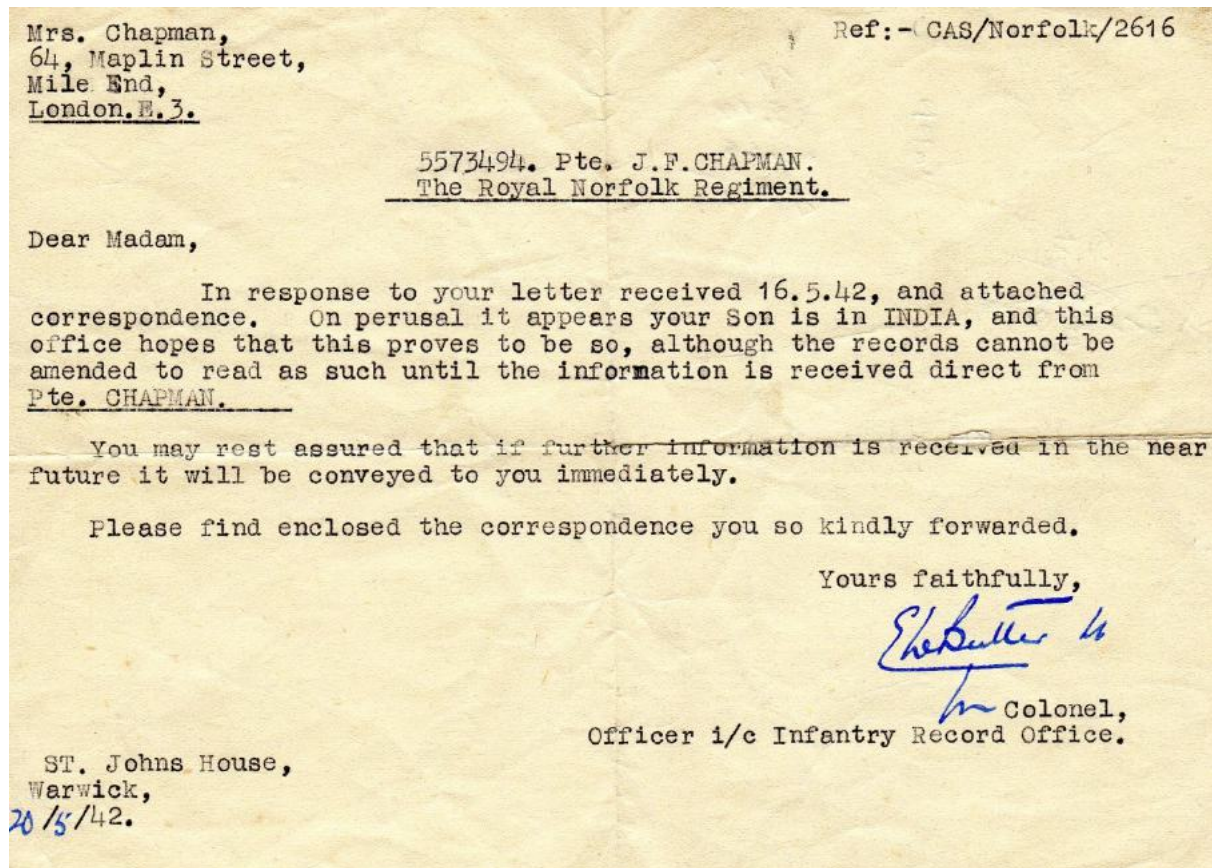 Mrs. Chapman,
Ref:- CAS/Norfolk/2616
64, Maplin Street,
Mile End,
London.E.3.
5573494. Pte. J.F.CHAPMAN.
The Royal Norfolk Regiment.
Dear Madam,
In response to your letter received 16.5.42, and attached
correspondence. On perusal it appears your Son is in INDIA, and this
office hopes that this proves to be so, although the records cannot be
amended to read as such until the information is received direct from
Pte. CHAPMAN.
You may rest assured that if further information is received in the near
future it will be conveyed to you immediately.
Please find enclosed the correspondence you so kindly forwarded.
Yours faithfully,
Colonel,
Officer i/c Infantry Record Office.
ST. Johns House,
Warwick,
20/5/42.